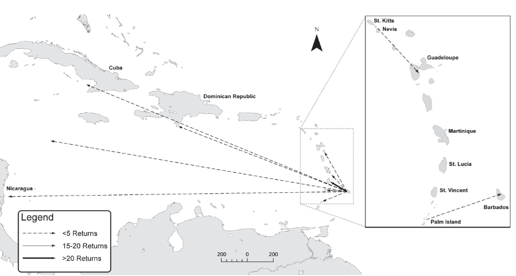 St. Kitts
Nevis
N
Guadeloupe
Cuba
Dominican Republic
Martinique
St. Lucia
Nicaragua
St. Vincent
Barbados
Palm Island
Legend
<5 Returns
15-20 Returns
>20 Returns
200 0 200